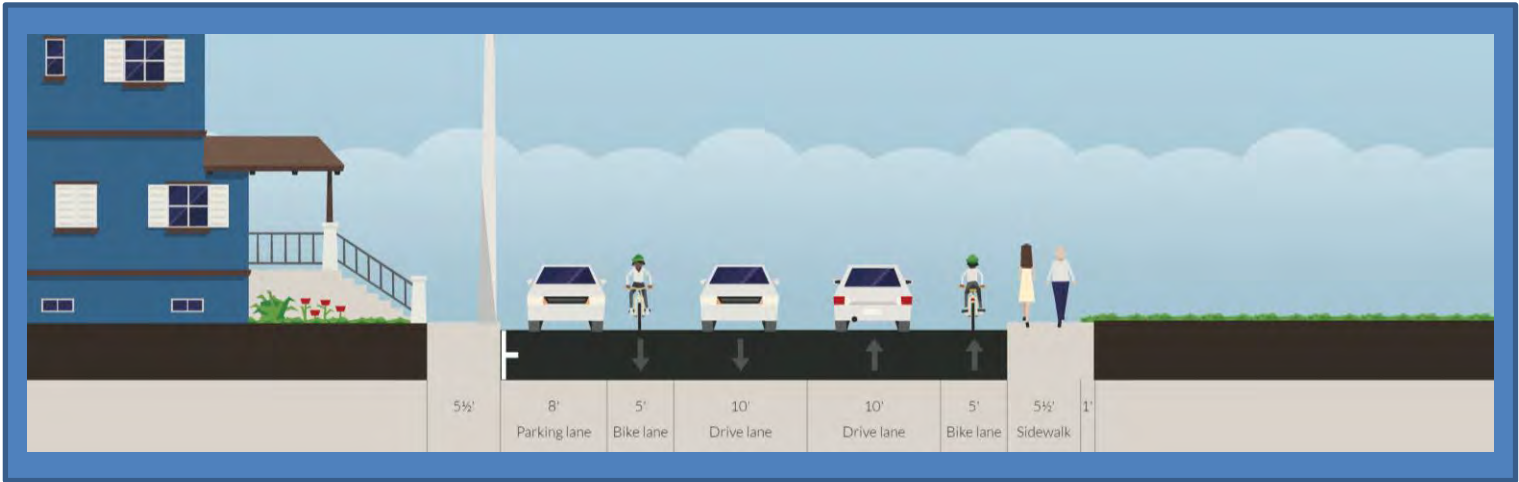 5½'
8'
Parking lane
5'
Bike lane
10'
Drive lane
10'
Drive lane
5'
Bike lane
5½'
Sidewalk
1'